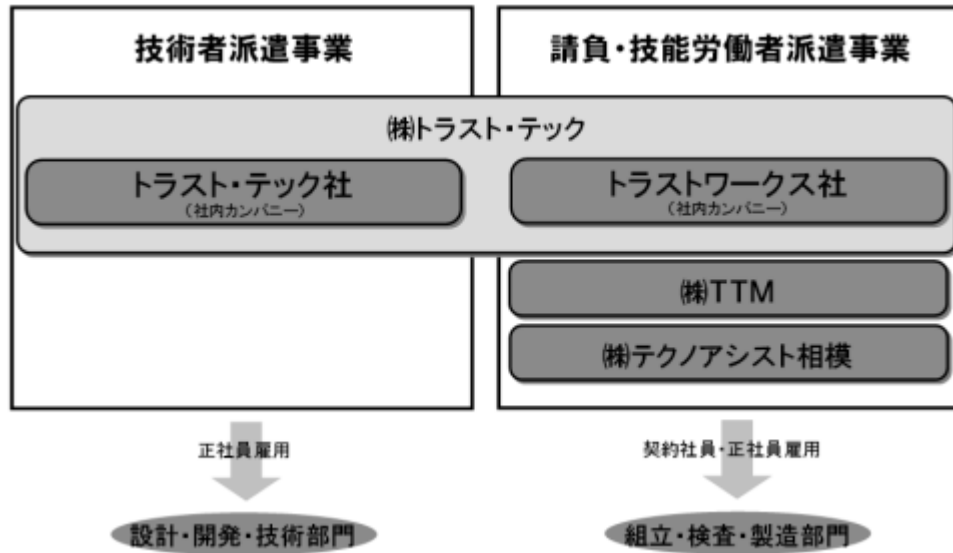 技術者派遣事業
請負・技能労働者派遣事業
㈱トラスト・テック
トラスト・テック社
（社内カンパニー）
トラストワークス社
（社内カンパニー）
㈱TTM
㈱テクノアシスト相模
正社員雇用
契約社員・正社員雇用
設計・開発・技術部門
組立・検査・製造部門